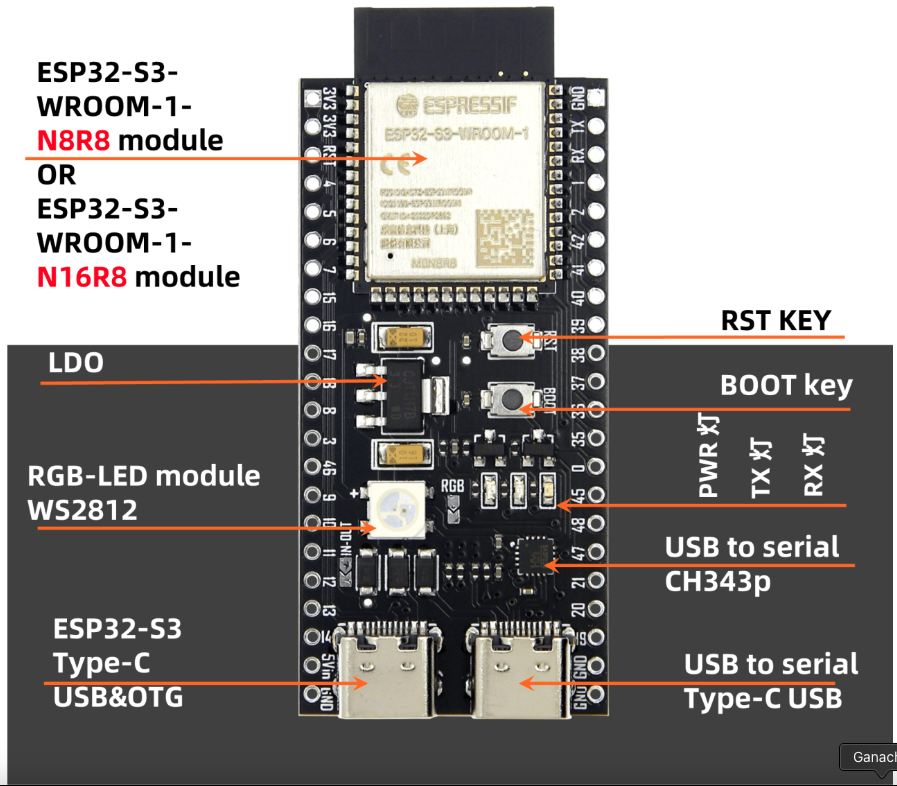 ESP32-S3-
WROOM-1-
N8R8 module
OR
ESP32-S3-
WROOM-1-
N16R8 module
LDO
RGB-LED module
WS2812
ESP32-S3
Type-C
USB&OTG
ESPRESSIF
ESP32-S3-WROOM-1
CE
3V3
3V3
RST
4
5
6
7
15
16
17
18
8
3
46
9
10
11
12
13
14
5Vin
GND
GND
TX
RX
1
2
42
41
40
39
38
37
36
35
0
45
48
47
21
20
19
GND
GND
RST
BOOT
RGB
IN-OUT
RST KEY
BOOT key
PWR 灯
TX 灯
RX 灯
USB to serial
CH343p
USB to serial
Type-C USB
Ganach